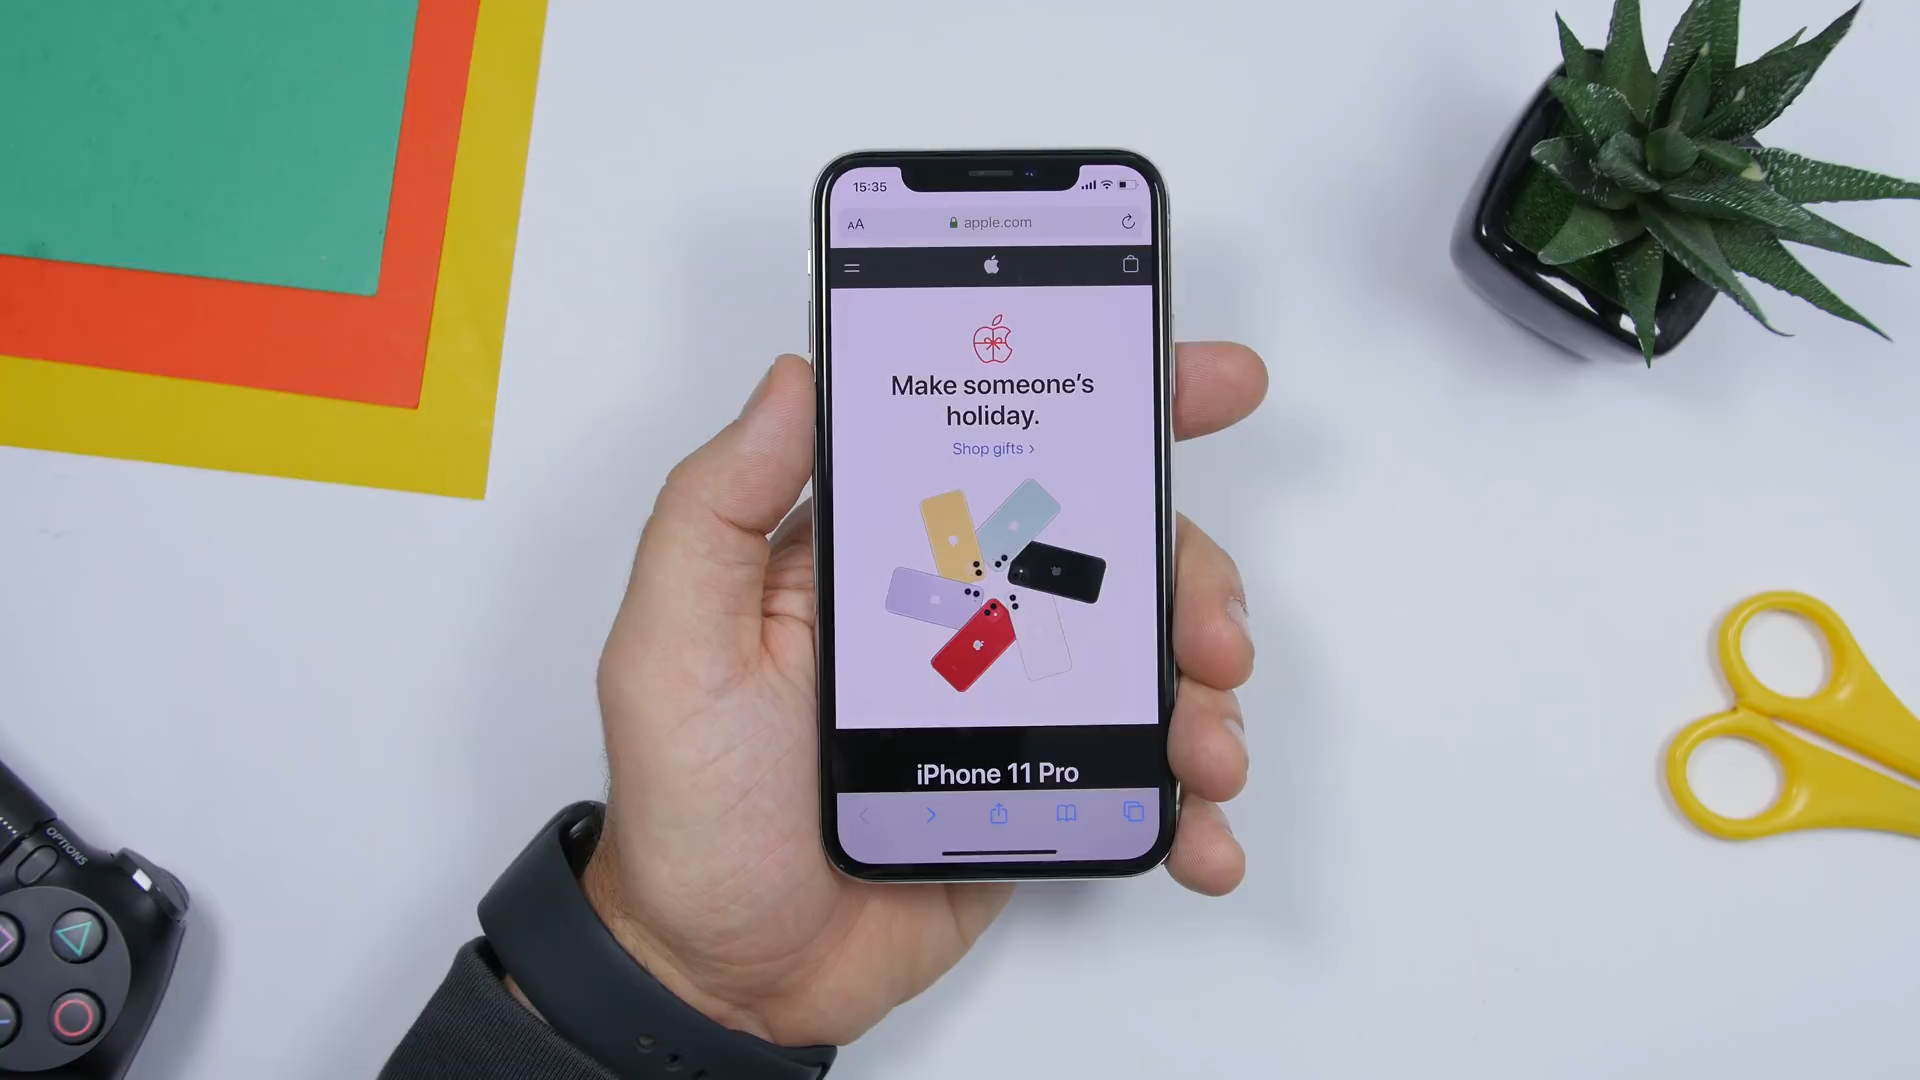 15:35
AA
apple.com
Make someone's
holiday.
Shop gifts >
iPhone 11 Pro
OPTIONS